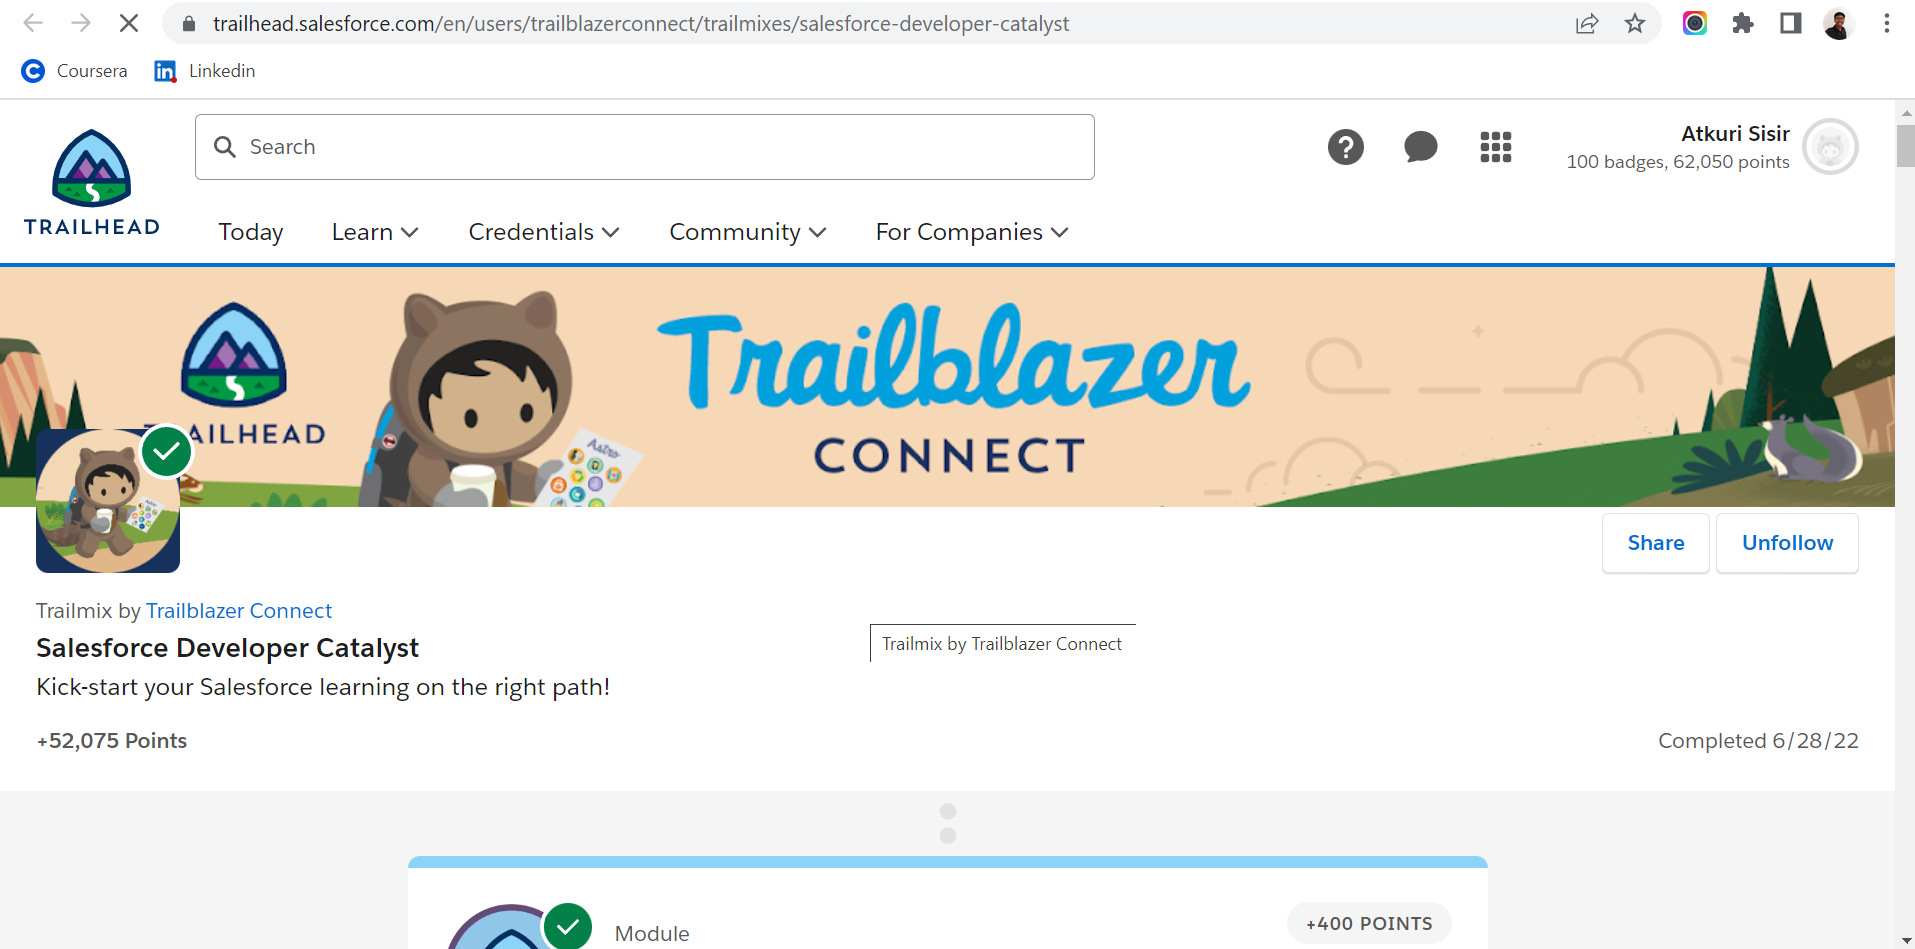 trailhead.salesforce.com/en/users/trailblazerconnect/trailmixes/salesforce-developer-catalyst
Coursera Linkedin
Search
Atkuri Sisir
100 badges, 62,050 points
TRAILHEAD
Today Learn Credentials Community For Companies
Trailblazer
CONNECT
TRAILHEAD
Astro
Share Unfollow
Trailmix by Trailblazer Connect
Trailmix by Trailblazer Connect
Salesforce Developer Catalyst
Kick-start your Salesforce learning on the right path!
+52,075 Points Completed 6/28/22
Module +400 POINTS